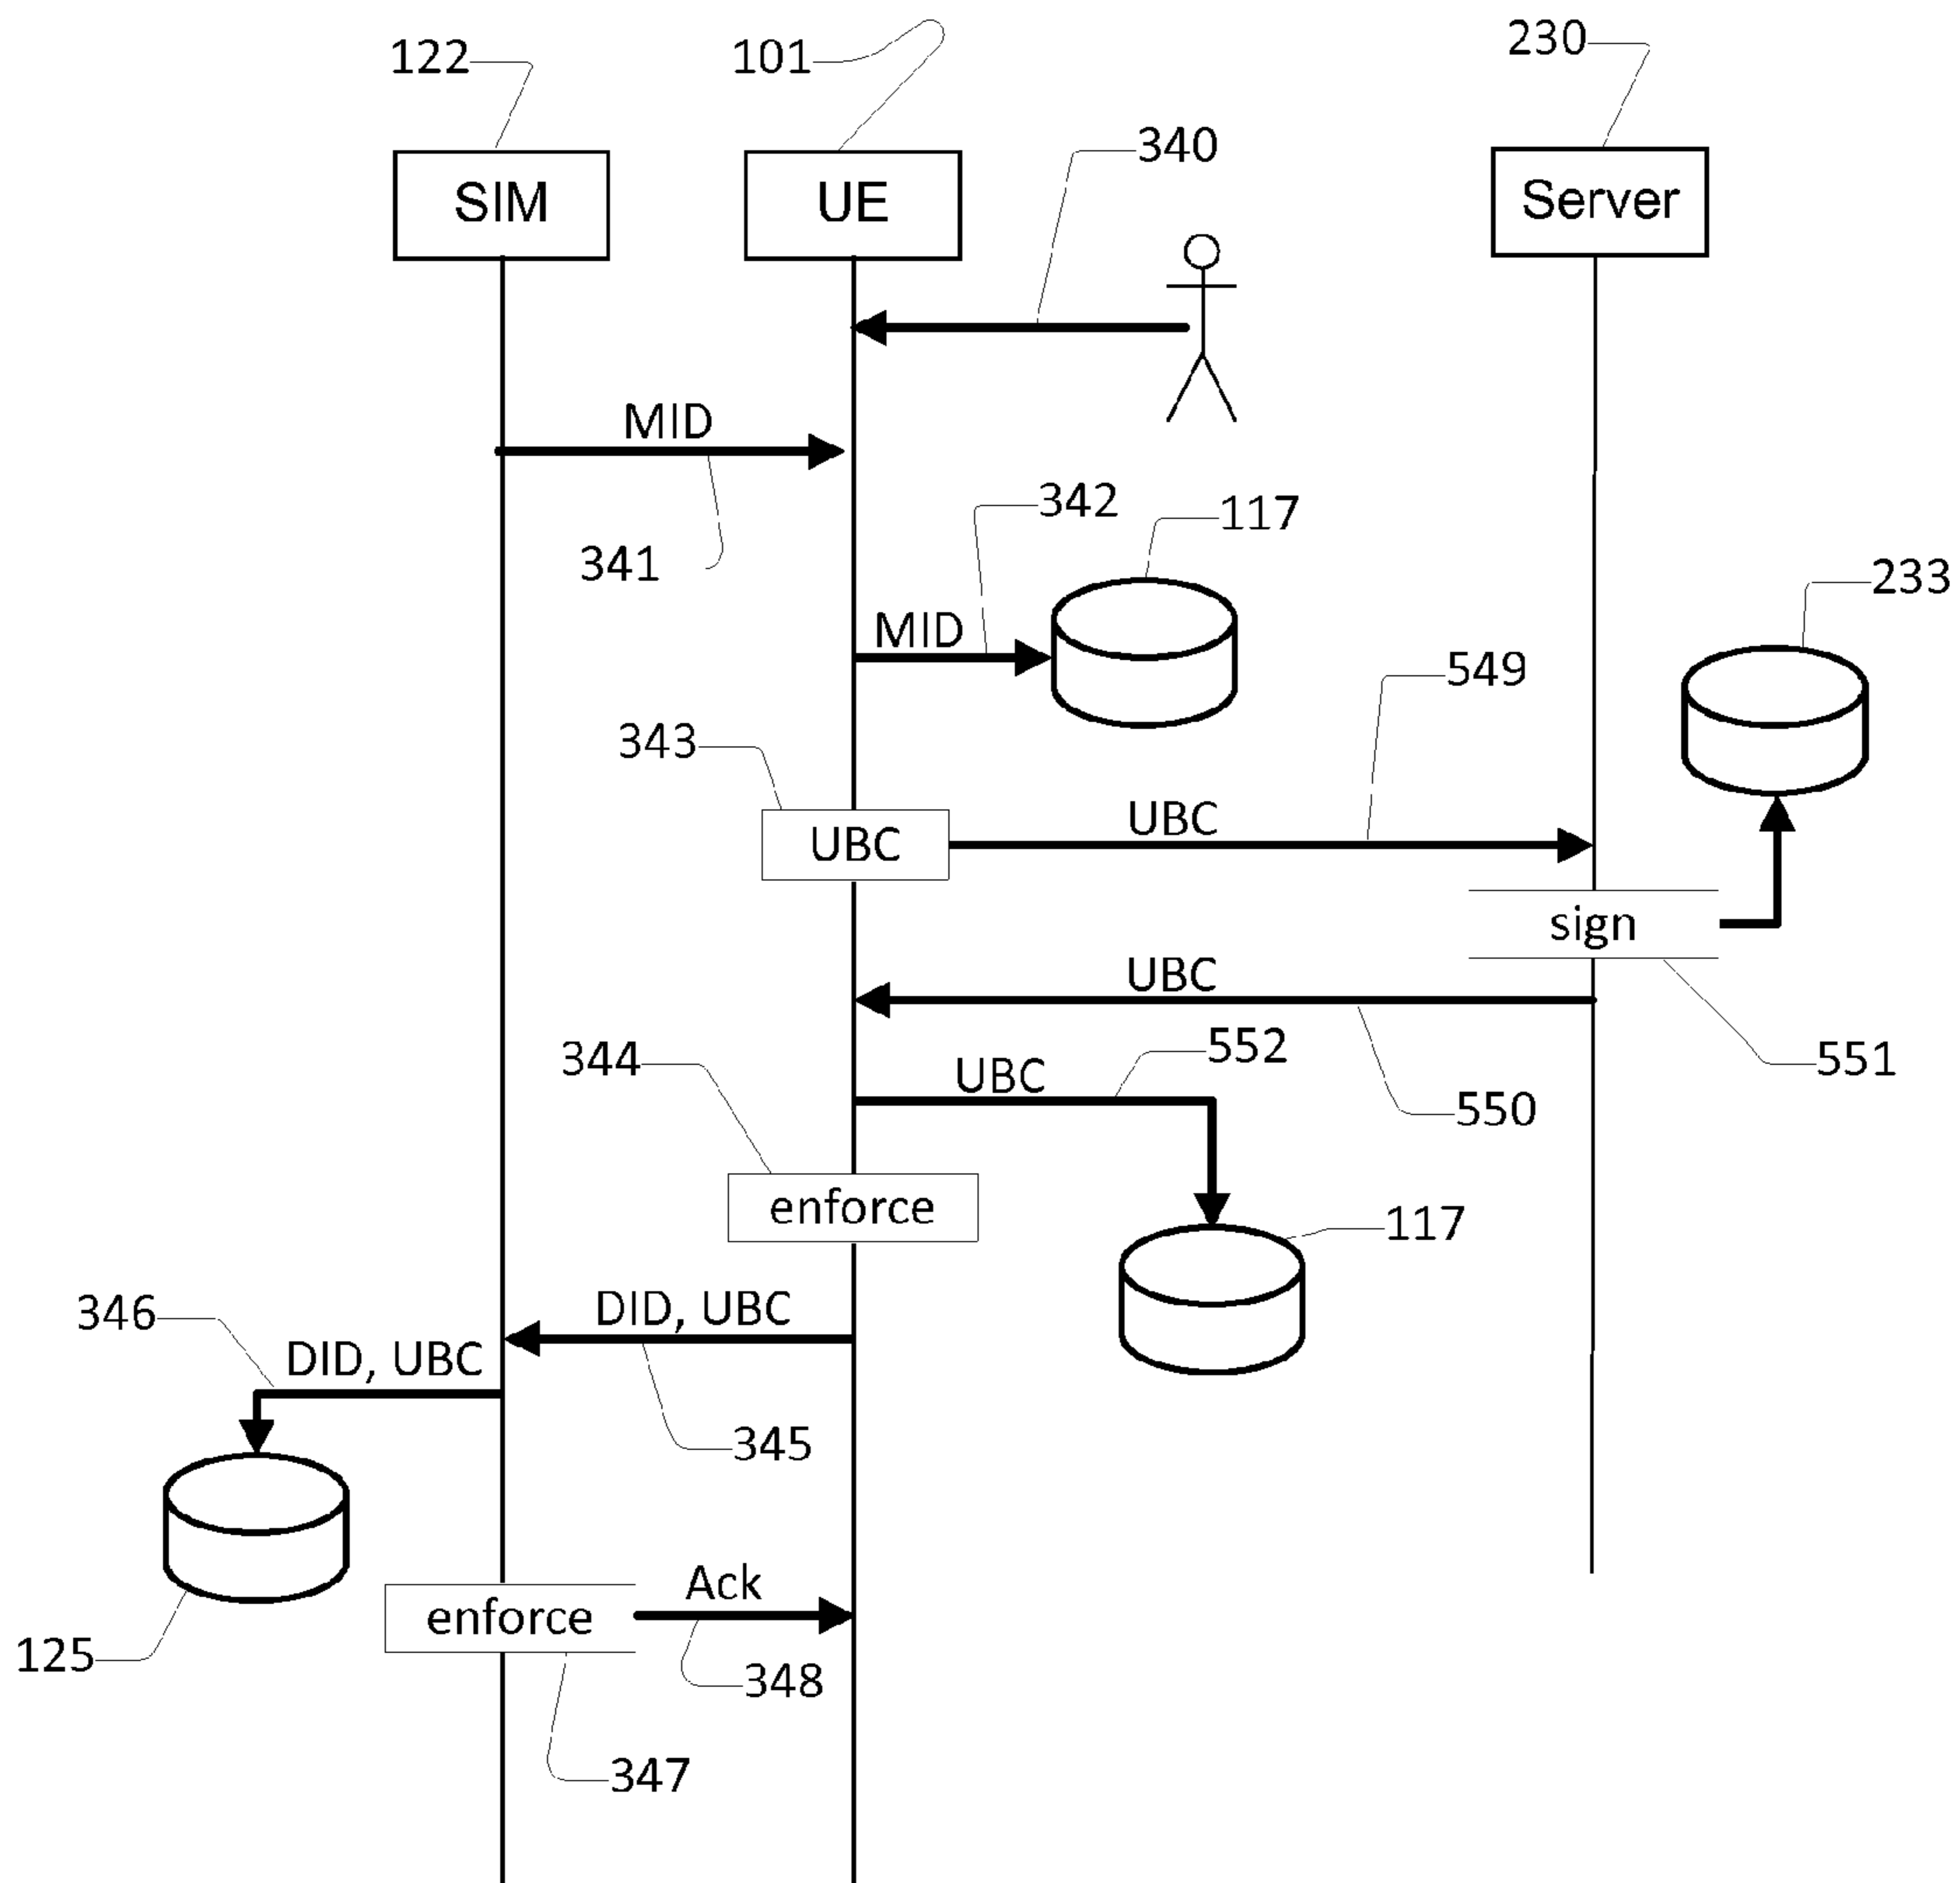 122
101
230
340
SIM
UE
Server
MID
341
342
117
233
MID
549
343
UBC
UBC
sign
UBC
552
551
344
UBC
550
enforce
117
346
DID, UBC
DID, UBC
345
Ack
enforce
125
348
347